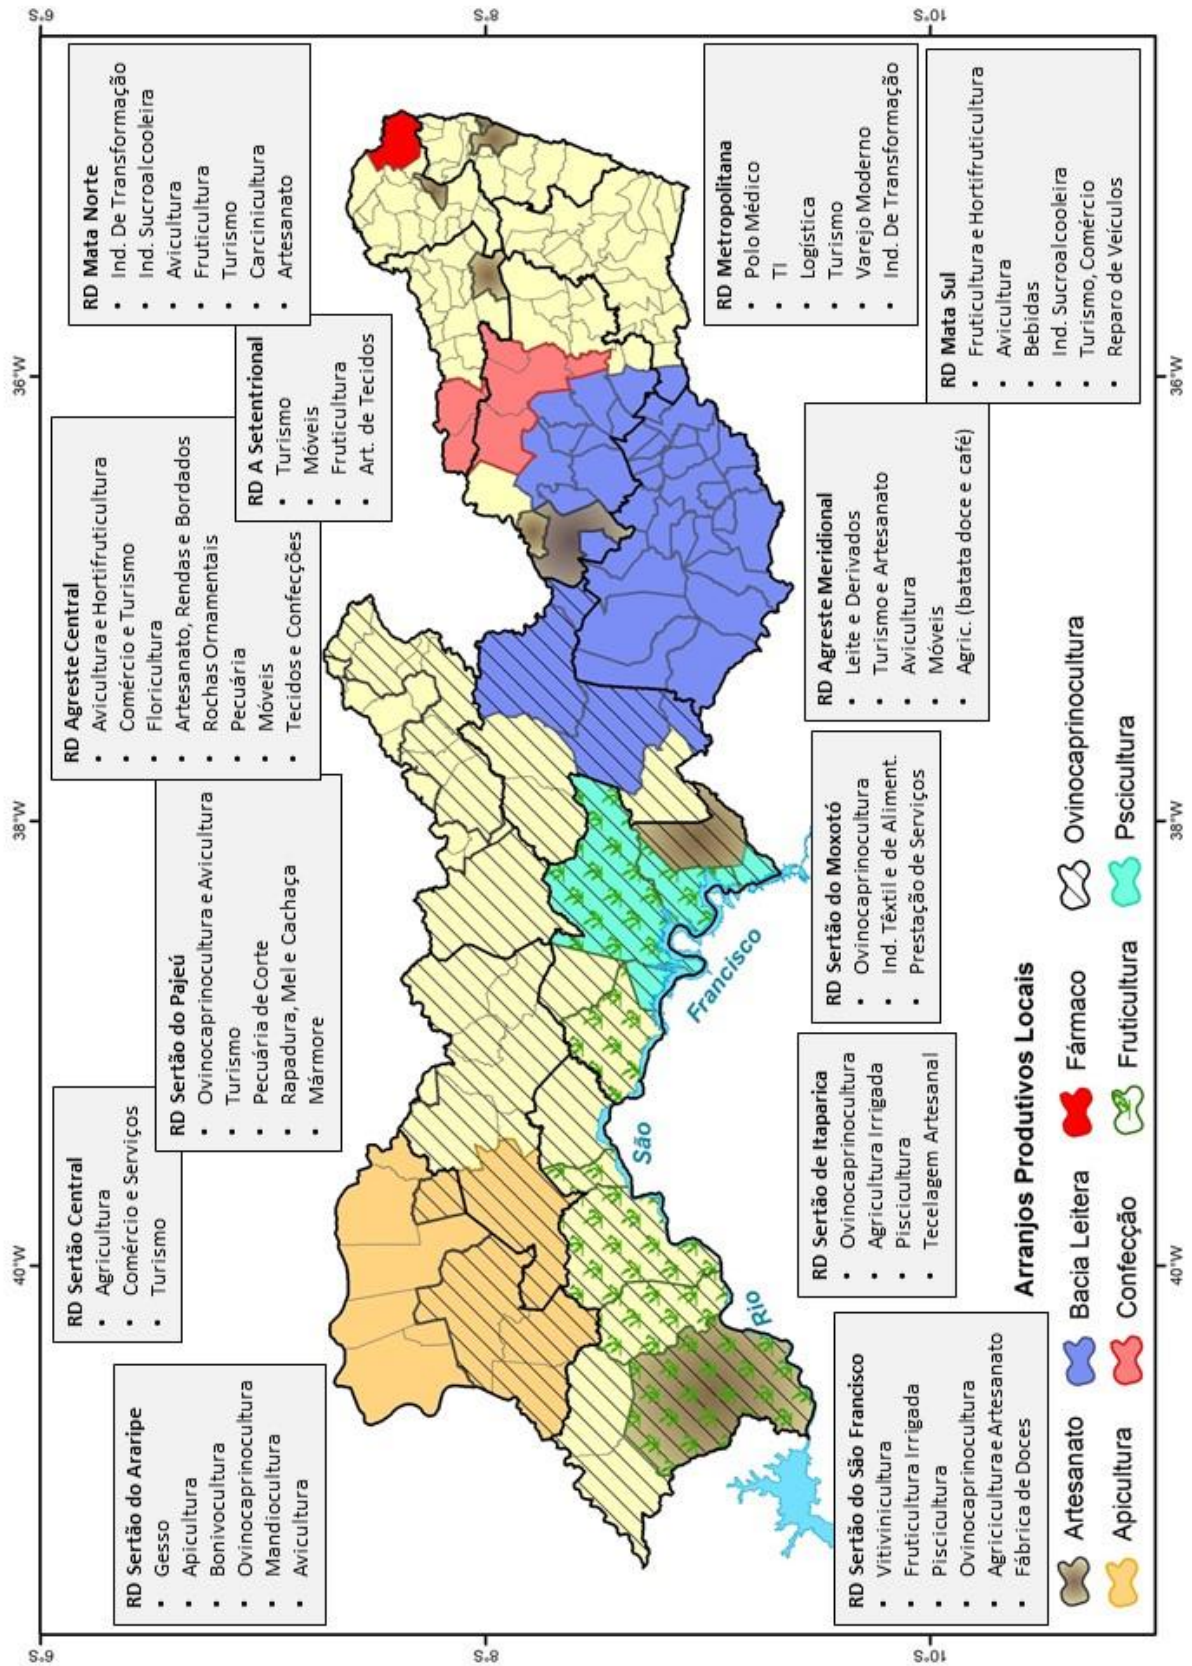 40°W
38°W
36°W
6°S
6°S
RD Sertão do Araripe
▪ Gesso
▪ Apicultura
▪ Bonivocultura
▪ Ovinocaprinocultura
▪ Mandiocultura
▪ Avicultura
RD Sertão Central
▪ Agricultura
▪ Comércio e Serviços
▪ Turismo
RD Sertão do Pajeú
▪ Ovinocaprinocultura e Avicultura
▪ Turismo
▪ Pecuária de Corte
▪ Rapadura, Mel e Cachaça
▪ Mármore
RD Agreste Central
▪ Avicultura e Hortifruticultura
▪ Comércio e Turismo
▪ Floricultura
▪ Artesanato, Rendas e Bordados
▪ Rochas Ornamentais
▪ Pecuária
▪ Móveis
▪ Tecidos e Confecções
RD A Setentrional
▪ Turismo
▪ Móveis
▪ Fruticultura
▪ Art. de Tecidos
RD Mata Norte
▪ Ind. De Transformação
▪ Ind. Sucroalcooleira
▪ Avicultura
▪ Fruticultura
▪ Turismo
▪ Carcinicultura
▪ Artesanato
8°S
8°S
Rio
São
Francisco
RD Sertão do São Francisco
▪ Vitivinicultura
▪ Fruticultura Irrigada
▪ Piscicultura
▪ Ovinocaprinocultura
▪ Agricicultura e Artesanato
▪ Fábrica de Doces
RD Sertão de Itaparica
▪ Ovinocaprinocultura
▪ Agricultura Irrigada
▪ Piscicultura
▪ Tecelagem Artesanal
RD Sertão do Moxotó
▪ Ovinocaprinocultura
▪ Ind. Têxtil e de Aliment.
▪ Prestação de Serviços
RD Agreste Meridional
▪ Leite e Derivados
▪ Turismo e Artesanato
▪ Avicultura
▪ Móveis
▪ Agric. (batata doce e café)
RD Metropolitana
▪ Polo Médico
▪ TI
▪ Logística
▪ Turismo
▪ Varejo Moderno
▪ Ind. De Transformação
RD Mata Sul
▪ Fruticultura e Hortifruticultura
▪ Avicultura
▪ Bebidas
▪ Ind. Sucroalcooleira
▪ Turismo, Comércio
▪ Reparo de Veículos
10°S
10°S
Arranjos Produtivos Locais
Artesanato
Bacia Leitera
Fármaco
Ovinocaprinocultura
Apicultura
Confecção
Fruticultura
Pscicultura
40°W
38°W
36°W